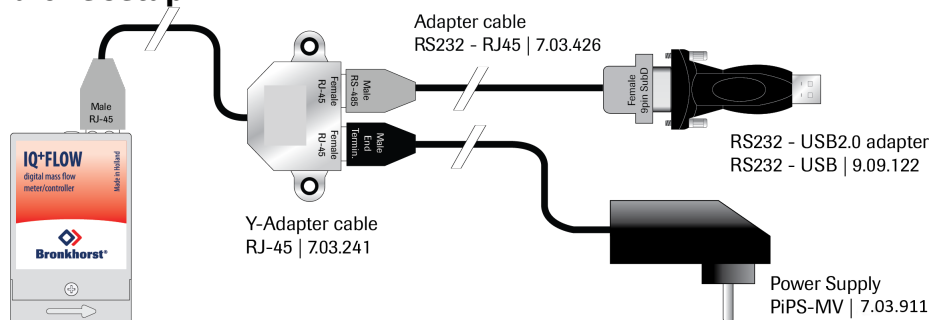 Adapter cable
RS232 - RJ45 | 7.03.426
Male
RJ-45
Female
RJ-45
Male
RS-485
Female
RJ-45
Male
End
Termin.
Female
9pin SubD
RS232 - USB2.0 adapter
RS232 - USB | 9.09.122
IQ+FLOW
digital mass flow
meter/controller
Made in Holland
Bronkhorst®
Y-Adapter cable
RJ-45 | 7.03.241
Power Supply
PiPS-MV | 7.03.911